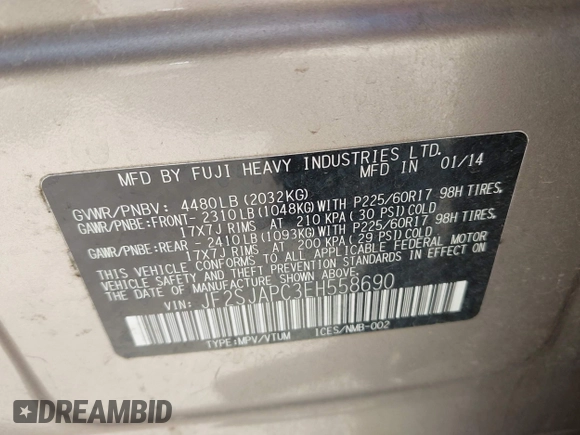 MFD BY FUJI HEAVY INDUSTRIES LTD.
MFD IN 01/14
GVWR/PNBV: 4480LB (2032KG)
GAWR/PNBE:FRONT- 2310LB (1048KG) WITH P225/60R17 98H TIRES,
17X7J RIMS AT 210 KPA (30 PSI) COLD
GAWR/PNBE:REAR - 2410LB (1093KG) WITH P225/60R17 98H TIRES,
17X7J RIMS AT 200 KPA (29 PSI) COLD
THIS VEHICLE CONFORMS TO ALL APPLICABLE FEDERAL MOTOR
VEHICLE SAFETY AND THEFT PREVENTION STANDARDS IN EFFECT ON
THE DATE OF MANUFACTURE SHOWN ABOVE.
VIN: JF2SJAPC3EH558690
TYPE:MPV/VTUM ICES/NMB-002
DREAMBID